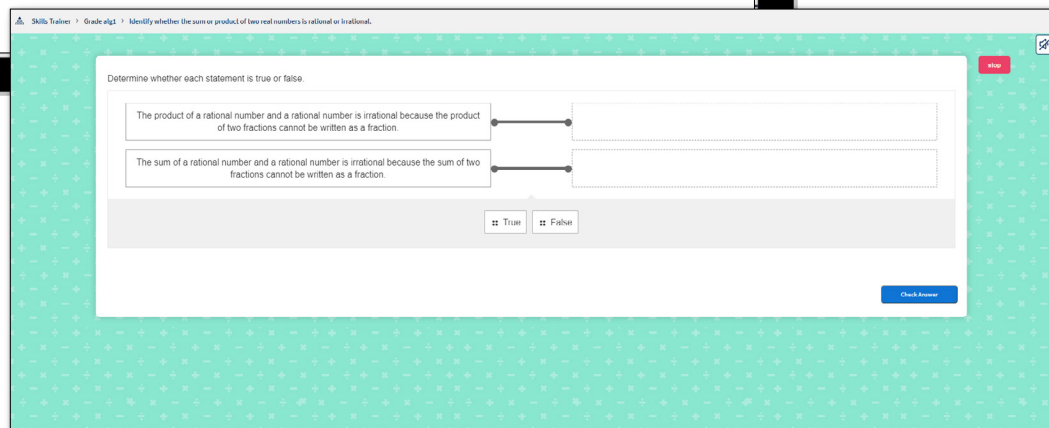 Skills Trainer > Grade alg1 > Identify whether the sum or product of two real numbers is rational or irrational.
stop
Determine whether each statement is true or false.
The product of a rational number and a rational number is irrational because the product
of two fractions cannot be written as a fraction.
The sum of a rational number and a rational number is irrational because the sum of two
fractions cannot be written as a fraction.
True False
Check Answer